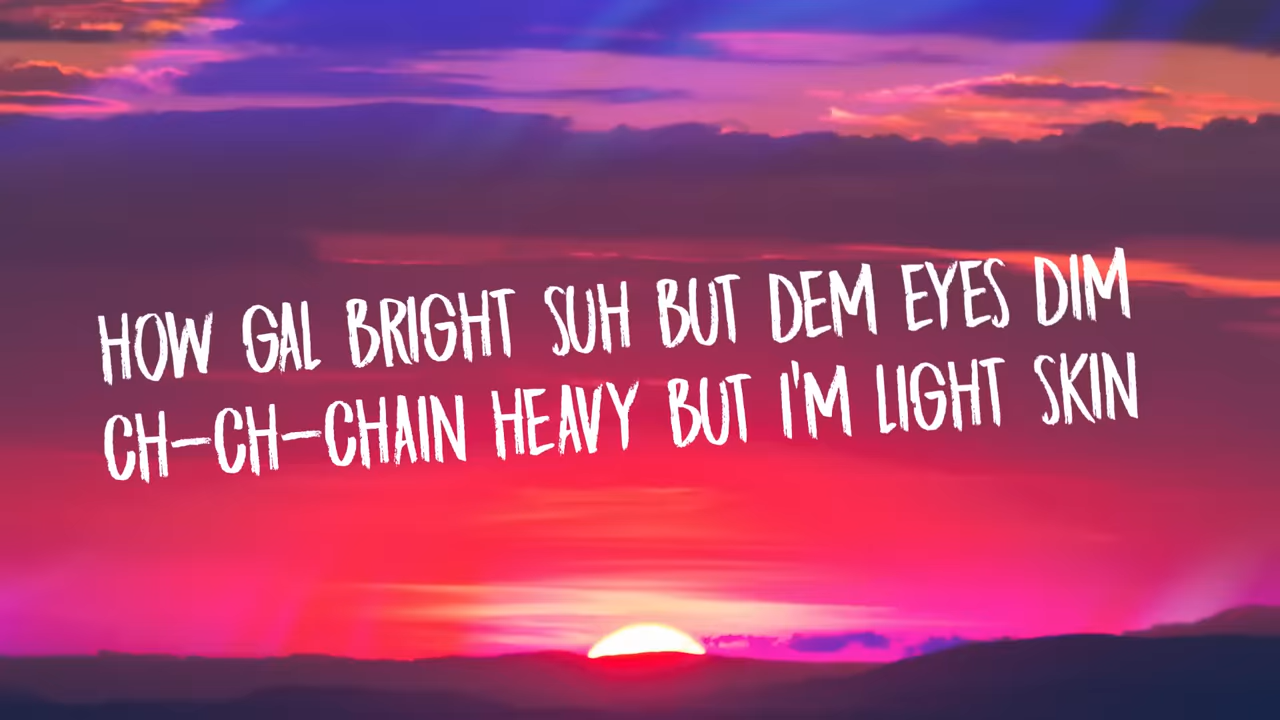 HOW GAL BRIGHT SUH BUT DEM EYES DIM
CH-CH-CHAIN HEAVY BUT I'M LIGHT SKIN